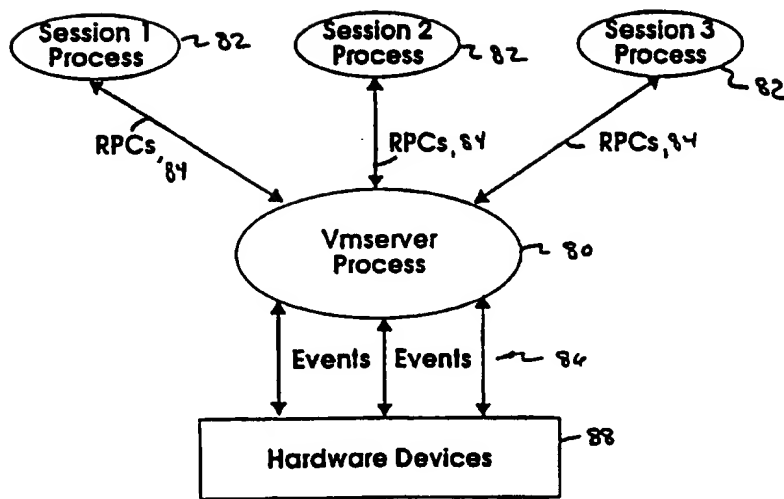 Session 1
Process
82
Session 2
Process
82
Session 3
Process
82
RPCs, 84
RPCs, 84
RPCs, 84
Vmserver
Process
80
Events
Events
86
Hardware Devices
88